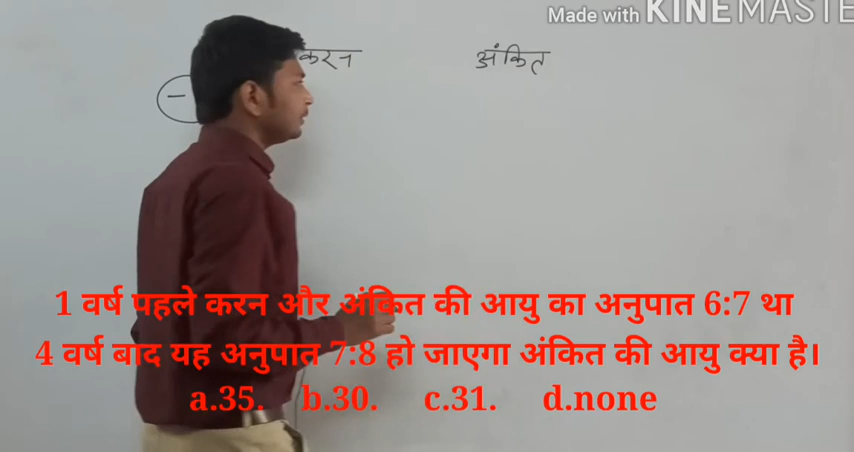 Made with KINEMASTE
करन अंकित
−
1 वर्ष पहले करन और अंकित की आयु का अनुपात 6:7 था
4 वर्ष बाद यह अनुपात 7:8 हो जाएगा अंकित की आयु क्या है।
a.35. b.30. c.31. d.none